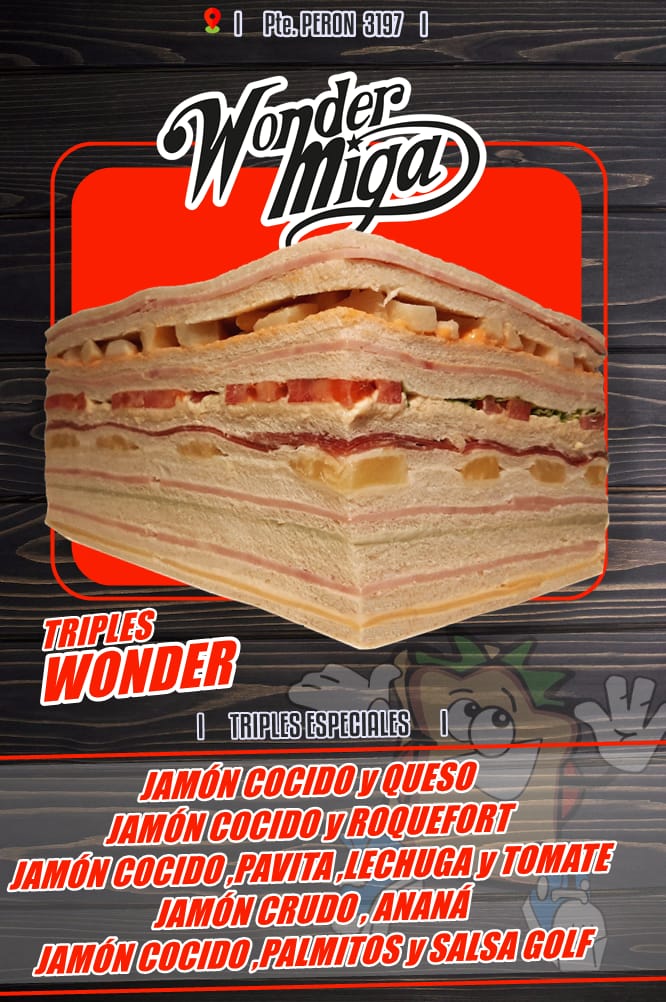 Pte. PERON 3197
Wonder
miga
TRIPLES
WONDER
TRIPLES ESPECIALES
JAMÓN COCIDO y QUESO
JAMÓN COCIDO y ROQUEFORT
JAMÓN COCIDO ,PAVITA ,LECHUGA y TOMATE
JAMÓN CRUDO , ANANÁ
JAMÓN COCIDO ,PALMITOS y SALSA GOLF